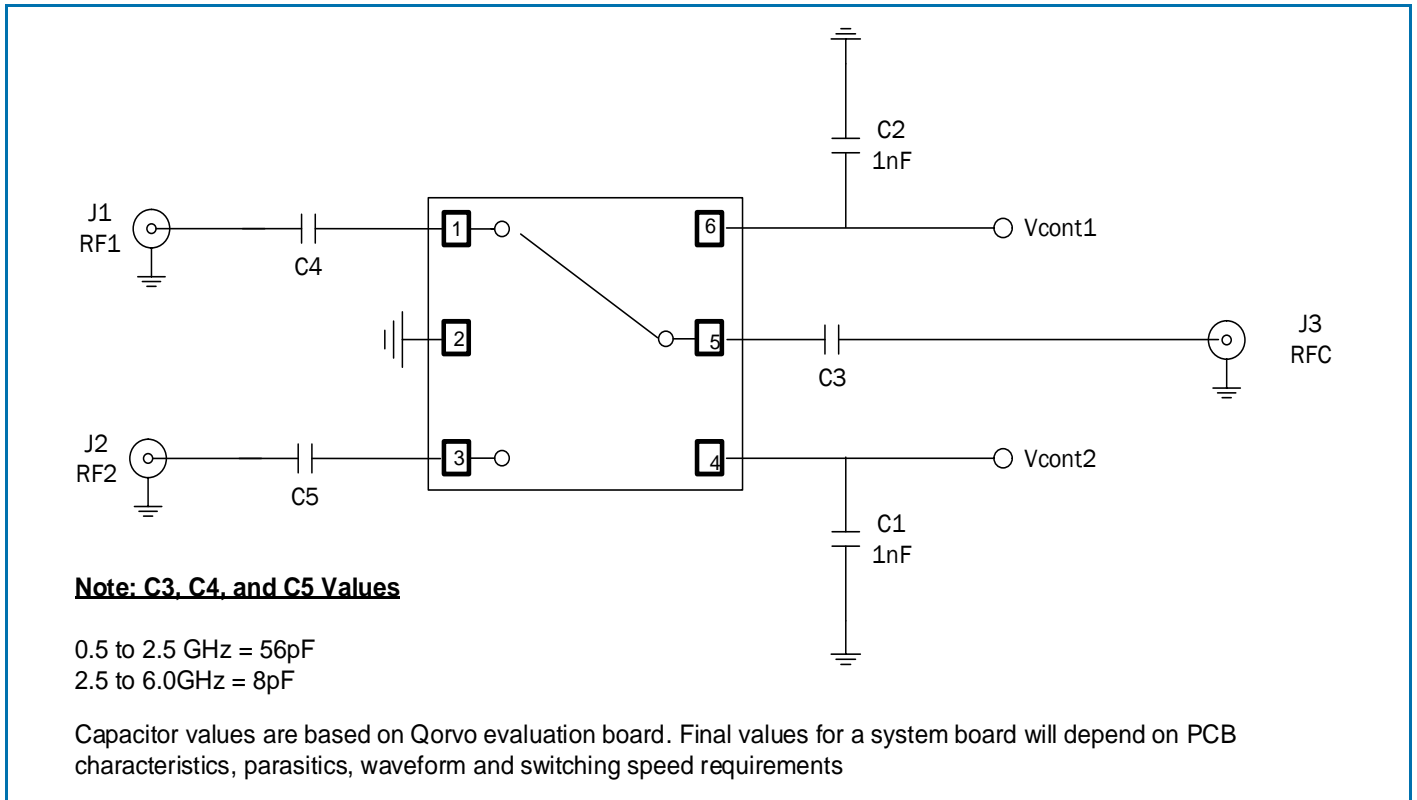 C2
1nF
J1
RF1
C4
1
6
Vcont1
2
5
C3
J3
RFC
J2
RF2
C5
3
4
Vcont2
C1
1nF
Note: C3, C4, and C5 Values
0.5 to 2.5 GHz = 56pF
2.5 to 6.0GHz = 8pF
Capacitor values are based on Qorvo evaluation board. Final values for a system board will depend on PCB
characteristics, parasitics, waveform and switching speed requirements